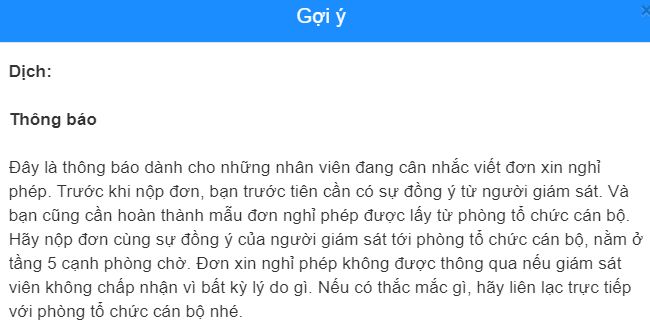 Gợi ý
Dịch:
Thông báo
Đây là thông báo dành cho những nhân viên đang cân nhắc viết đơn xin nghỉ
phép. Trước khi nộp đơn, bạn trước tiên cần có sự đồng ý từ người giám sát. Và
bạn cũng cần hoàn thành mẫu đơn nghỉ phép được lấy từ phòng tổ chức cán bộ.
Hãy nộp đơn cùng sự đồng ý của người giám sát tới phòng tổ chức cán bộ, nằm ở
tầng 5 cạnh phòng chờ. Đơn xin nghỉ phép không được thông qua nếu giám sát
viên không chấp nhận vì bất kỳ lý do gì. Nếu có thắc mắc gì, hãy liên lạc trực tiếp
với phòng tổ chức cán bộ nhé.